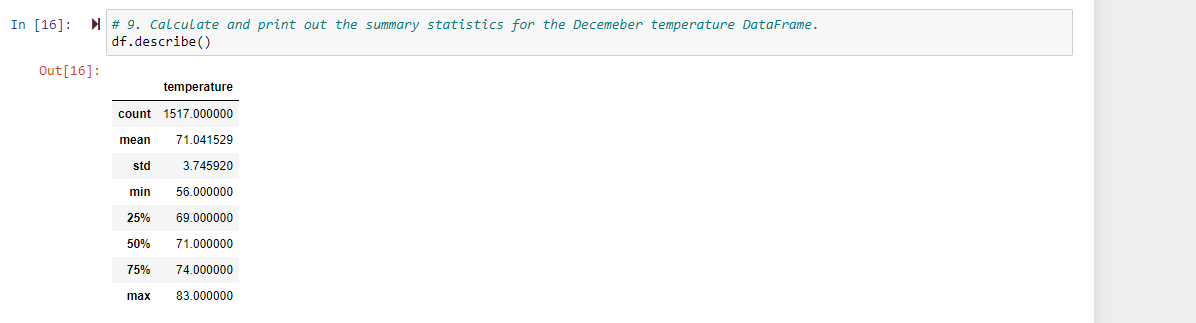 In [16]: # 9. Calculate and print out the summary statistics for the Decemeber temperature DataFrame.
df.describe()
Out[16]:
temperature
count 1517.000000
mean 71.041529
std 3.745920
min 56.000000
25% 69.000000
50% 71.000000
75% 74.000000
max 83.000000